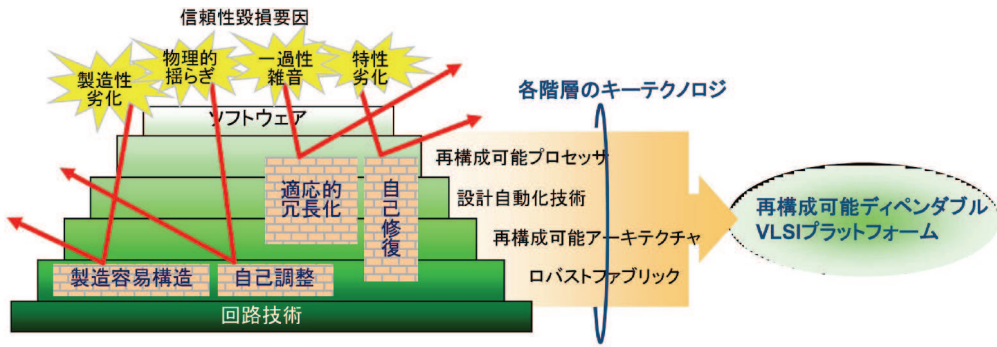 信頼性毀損要因
製造性
劣化
物理的
揺らぎ
一過性
雑音
特性
劣化
ソフトウェア
適応的
冗長化
自己修復
製造容易構造
自己調整
回路技術
各階層のキーテクノロジ
再構成可能プロセッサ
設計自動化技術
再構成可能アーキテクチャ
ロバストファブリック
再構成可能ディペンダブル
VLSIプラットフォーム